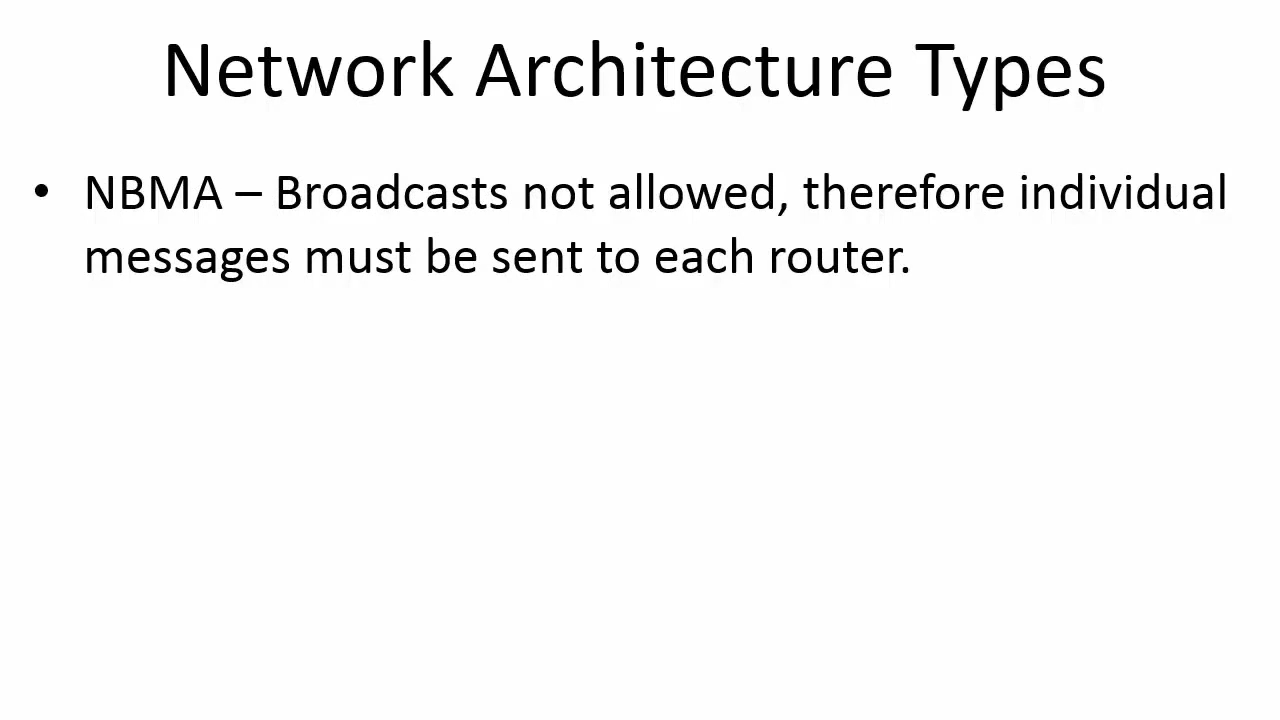 Network Architecture Types
• NBMA – Broadcasts not allowed, therefore individual
messages must be sent to each router.